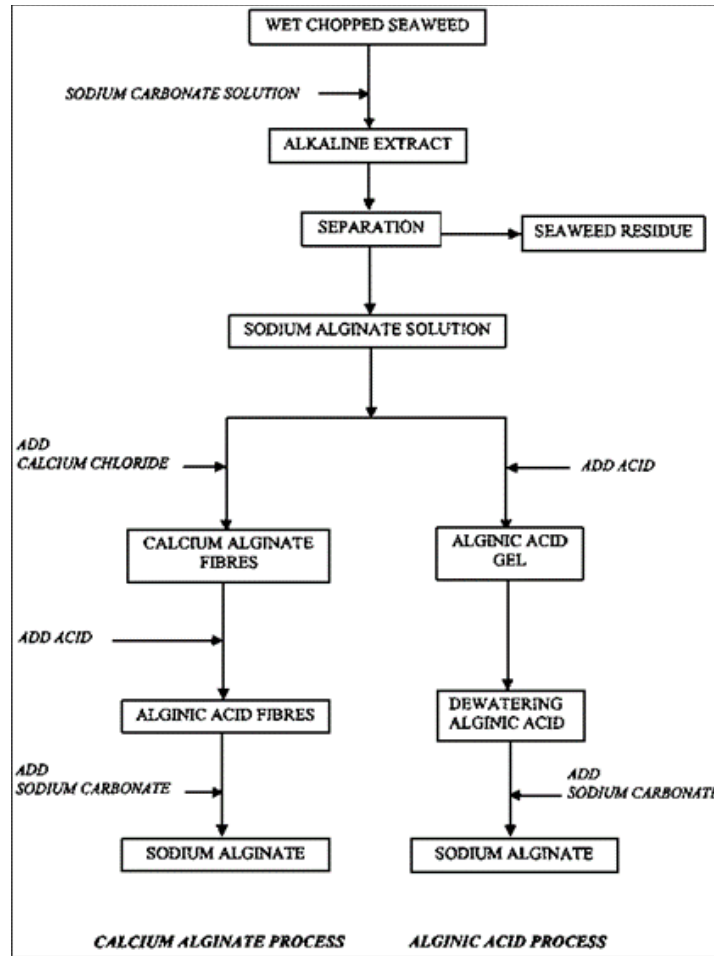 WET CHOPPED SEAWEED
SODIUM CARBONATE SOLUTION
ALKALINE EXTRACT
SEPARATION
SEAWEED RESIDUE
SODIUM ALGINATE SOLUTION
ADD
CALCIUM CHLORIDE
ADD ACID
CALCIUM ALGINATE
FIBRES
ALGINIC ACID
GEL
ADD ACID
ALGINIC ACID FIBRES
DEWATERING
ALGINIC ACID
ADD
SODIUM CARBONATE
ADD
SODIUM CARBONATE
SODIUM ALGINATE
SODIUM ALGINATE
CALCIUM ALGINATE PROCESS
ALGINIC ACID PROCESS